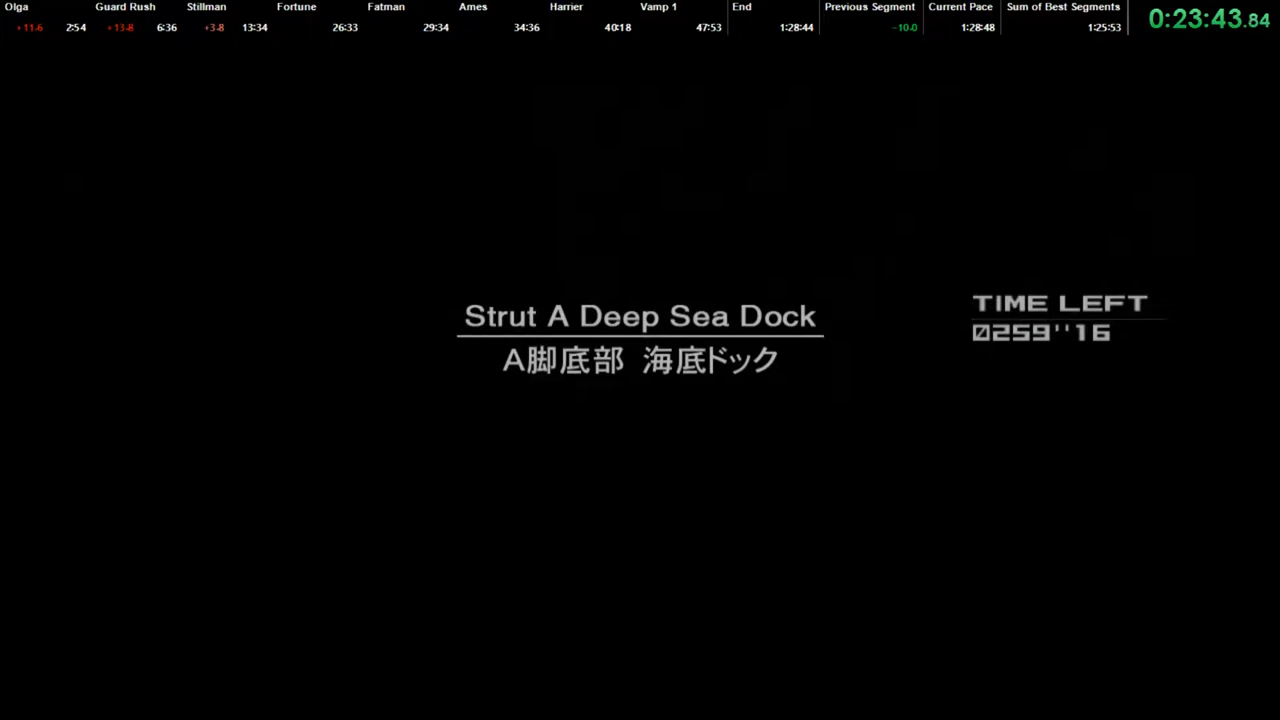 Olga Guard Rush Stillman Fortune Fatman Ames Harrier Vamp 1 End Previous Segment Current Pace Sum of Best Segments
+11.6 2:54 +13.8 6:36 +3.8 13:34 26:33 29:34 34:36 40:18 47:53 1:28:44 -10.0 1:28:48 1:25:53 0:23:43.84
Strut A Deep Sea Dock
A脚底部 海底ドック
TIME LEFT
0259''16